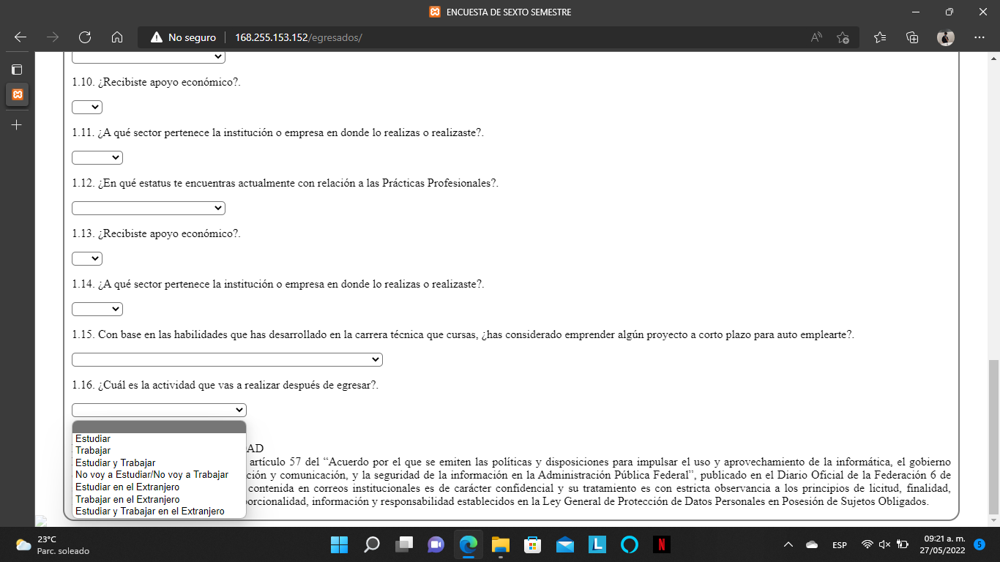 ENCUESTA DE SEXTO SEMESTRE
No seguro 168.255.153.152/egresados/
1.10. ¿Recibiste apoyo económico?.
1.11. ¿A qué sector pertenece la institución o empresa en donde lo realizas o realizaste?.
1.12. ¿En qué estatus te encuentras actualmente con relación a las Prácticas Profesionales?.
1.13. ¿Recibiste apoyo económico?.
1.14. ¿A qué sector pertenece la institución o empresa en donde lo realizas o realizaste?.
1.15. Con base en las habilidades que has desarrollado en la carrera técnica que cursas, ¿has considerado emprender algún proyecto a corto plazo para auto emplearte?.
1.16. ¿Cuál es la actividad que vas a realizar después de egresar?.
Estudiar
Trabajar
Estudiar y Trabajar
No voy a Estudiar/No voy a Trabajar
Estudiar en el Extranjero
Trabajar en el Extranjero
Estudiar y Trabajar en el Extranjero
AD
artículo 57 del “Acuerdo por el que se emiten las políticas y disposiciones para impulsar el uso y aprovechamiento de la informática, el gobierno
ción y comunicación, y la seguridad de la información en la Administración Pública Federal”, publicado en el Diario Oficial de la Federación 6 de
contenida en correos institucionales es de carácter confidencial y su tratamiento es con estricta observancia a los principios de licitud, finalidad,
porcionalidad, información y responsabilidad establecidos en la Ley General de Protección de Datos Personales en Posesión de Sujetos Obligados.
23°C
Parc. soleado
L
N
ESP
09:21 a. m.
27/05/2022
5